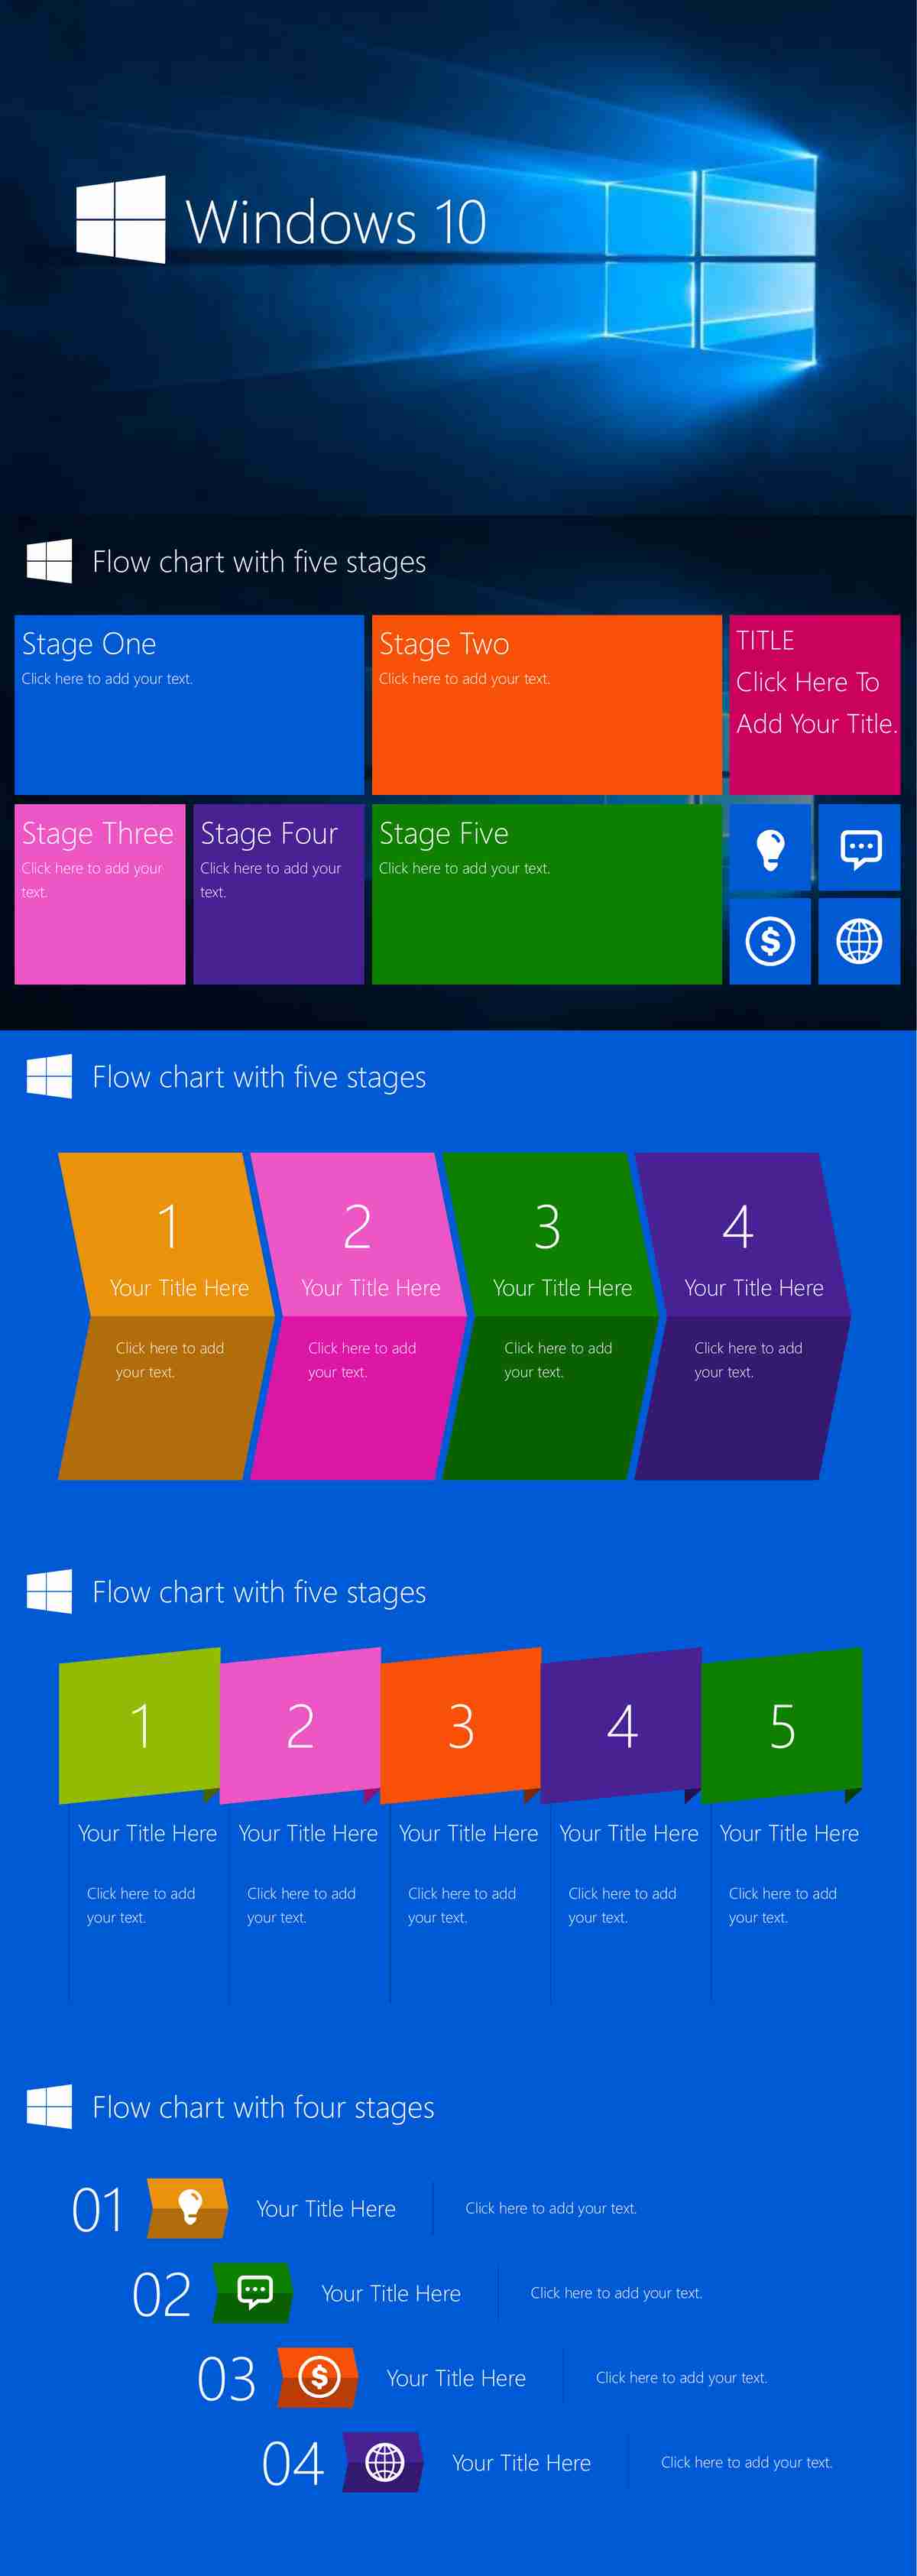 Windows 10
Flow chart with five stages
Stage One
Click here to add your text.
Stage Two
Click here to add your text.
TITLE
Click Here To
Add Your Title.
Stage Three
Click here to add your
text.
Stage Four
Click here to add your
text.
Stage Five
Click here to add your text.
$
Flow chart with five stages
1
Your Title Here
Click here to add
your text.
2
Your Title Here
Click here to add
your text.
3
Your Title Here
Click here to add
your text.
4
Your Title Here
Click here to add
your text.
Flow chart with five stages
1
Your Title Here
Click here to add
your text.
2
Your Title Here
Click here to add
your text.
3
Your Title Here
Click here to add
your text.
4
Your Title Here
Click here to add
your text.
5
Your Title Here
Click here to add
your text.
Flow chart with four stages
01
Your Title Here
Click here to add your text.
02
Your Title Here
Click here to add your text.
03
$
Your Title Here
Click here to add your text.
04
Your Title Here
Click here to add your text.